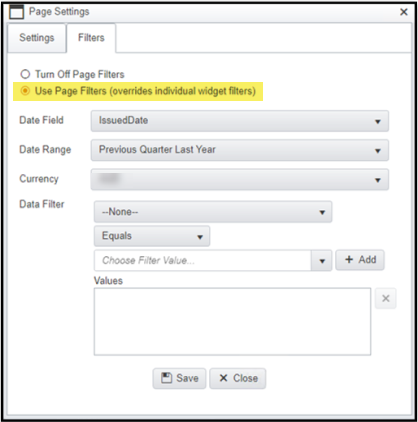 Page Settings
Settings Filters
Turn Off Page Filters
Use Page Filters (overrides individual widget filters)
Date Field IssuedDate
Date Range Previous Quarter Last Year
Currency
Data Filter --None--
Equals
Choose Filter Value... + Add
Values
Save Close